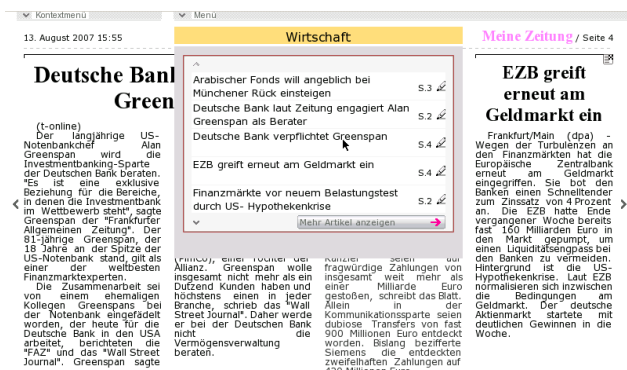 Kontextmenü
Menü
13. August 2007 15:55
Wirtschaft
Meine Zeitung / Seite 4
Deutsche Bank
Green
(t-online)
Der langjährige US-
Notenbankchef Alan
Greenspan wird die
Investmentbanking-Sparte
der Deutschen Bank beraten.
"Es ist eine exklusive
Beziehung für die Bereiche,
in denen die Investmentbank
im Wettbewerb steht", sagte
Greenspan der "Frankfurter
Allgemeinen Zeitung". Der
81-jährige Greenspan, der
18 Jahre an der Spitze der
US-Notenbank stand, gilt als
einer der weltbesten
Finanzmarktexperten.
Die Zusammenarbeit sei
von einem ehemaligen
Kollegen Greenspans bei
der Notenbank eingefädelt
worden, der heute für die
Deutsche Bank in den USA
arbeitet, berichteten die
"FAZ" und das "Wall Street
Journal". Greenspan sagte
Arabischer Fonds will angeblich bei
Münchener Rück einsteigen S.3
Deutsche Bank laut Zeitung engagiert Alan
Greenspan als Berater S.2
Deutsche Bank verpflichtet Greenspan
S.4
EZB greift erneut am Geldmarkt ein
S.4
Finanzmärkte vor neuem Belastungstest
durch US- Hypothekenkrise S.2
Mehr Artikel anzeigen
(PIMCO), einer Tochter der
Allianz. Greenspan wolle
insgesamt nicht mehr als ein
Dutzend Kunden haben und
höchstens einen in jeder
Branche, schrieb das "Wall
Street Journal". Daher werde
er bei der Deutschen Bank
nicht die
Vermögensverwaltung
beraten.
Konzler seien auf
fragwürdige Zahlungen von
insgesamt weit mehr als
einer Milliarde Euro
gestoßen, schreibt das Blatt.
Allein in der
Kommunikationssparte seien
dubiose Transfers von fast
900 Millionen Euro entdeckt
worden. Bislang bezifferte
Siemens die entdeckten
zweifelhaften Zahlungen auf
420 Millionen Euro.
EZB greift
erneut am
Geldmarkt ein
Frankfurt/Main (dpa) -
Wegen der Turbulenzen an
den Finanzmärkten hat die
Europäische Zentralbank
erneut am Geldmarkt
eingegriffen. Sie bot den
Banken einen Schnelltender
zum Zinssatz von 4 Prozent
an. Die EZB hatte Ende
vergangener Woche bereits
fast 160 Milliarden Euro in
den Markt gepumpt, um
einen Liquiditätsengpass bei
den Banken zu vermeiden.
Hintergrund ist die US-
Hypothekenkrise. Laut EZB
normalisieren sich inzwischen
die Bedingungen am
Geldmarkt. Der deutsche
Aktienmarkt startete mit
deutlichen Gewinnen in die
Woche.